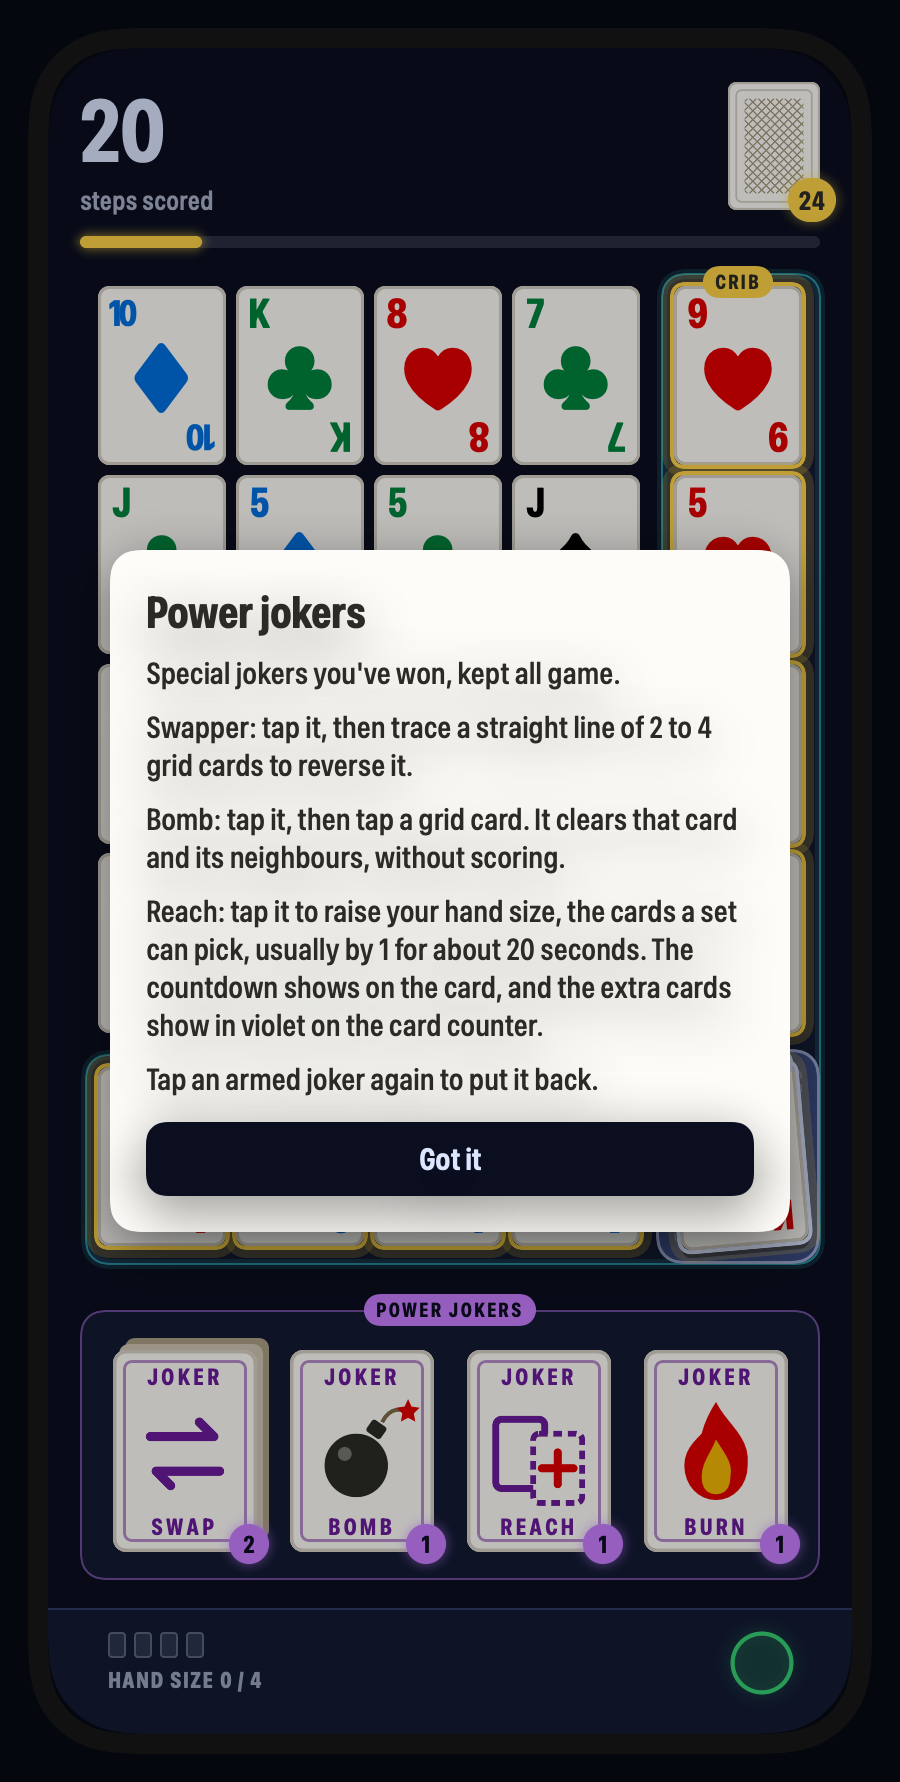 20
steps scored
24
CRIB
10 K 8 7 9
10 K 8 7 9
J 5 5 J 5
Power jokers
Special jokers you've won, kept all game.
Swapper: tap it, then trace a straight line of 2 to 4
grid cards to reverse it.
Bomb: tap it, then tap a grid card. It clears that card
and its neighbours, without scoring.
Reach: tap it to raise your hand size, the cards a set
can pick, usually by 1 for about 20 seconds. The
countdown shows on the card, and the extra cards
show in violet on the card counter.
Tap an armed joker again to put it back.
Got it
POWER JOKERS
JOKER JOKER JOKER JOKER
SWAP BOMB REACH BURN
2 1 1 1
HAND SIZE 0 / 4